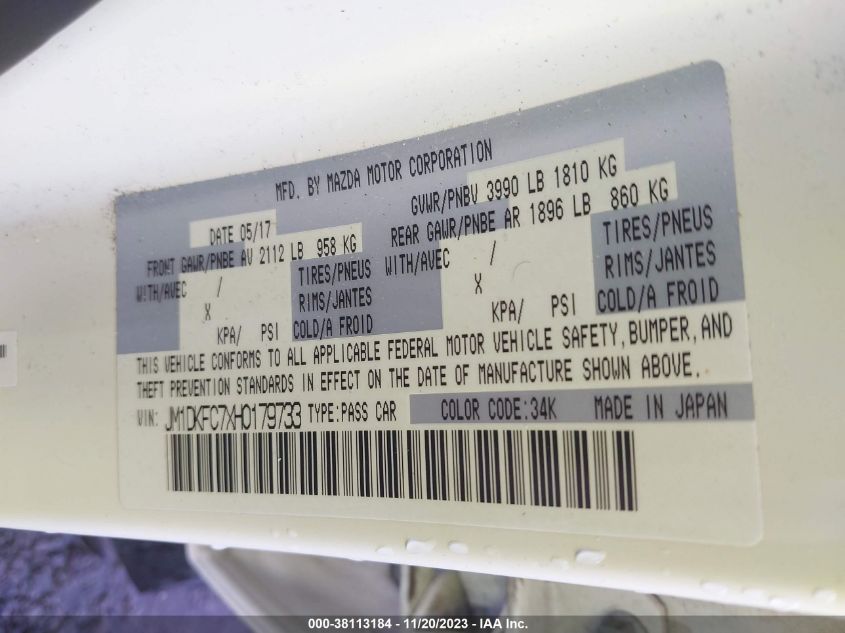 MFD. BY MAZDA MOTOR CORPORATION
DATE 05/17
GVWR/PNBV 3990 LB 1810 KG
FRONT GAWR/PNBE AV 2112 LB 958 KG
REAR GAWR/PNBE AR 1896 LB 860 KG
WITH/AVEC / TIRES/PNEUS
WITH/AVEC / TIRES/PNEUS
X RIMS/JANTES
X RIMS/JANTES
KPA/ PSI COLD/A FROID
KPA/ PSI COLD/A FROID
THIS VEHICLE CONFORMS TO ALL APPLICABLE FEDERAL MOTOR VEHICLE SAFETY, BUMPER, AND
THEFT PREVENTION STANDARDS IN EFFECT ON THE DATE OF MANUFACTURE SHOWN ABOVE.
VIN: JM1DKFC7XH0179733 TYPE:PASS CAR COLOR CODE:34K MADE IN JAPAN
000-38113184 - 11/20/2023 - IAA Inc.